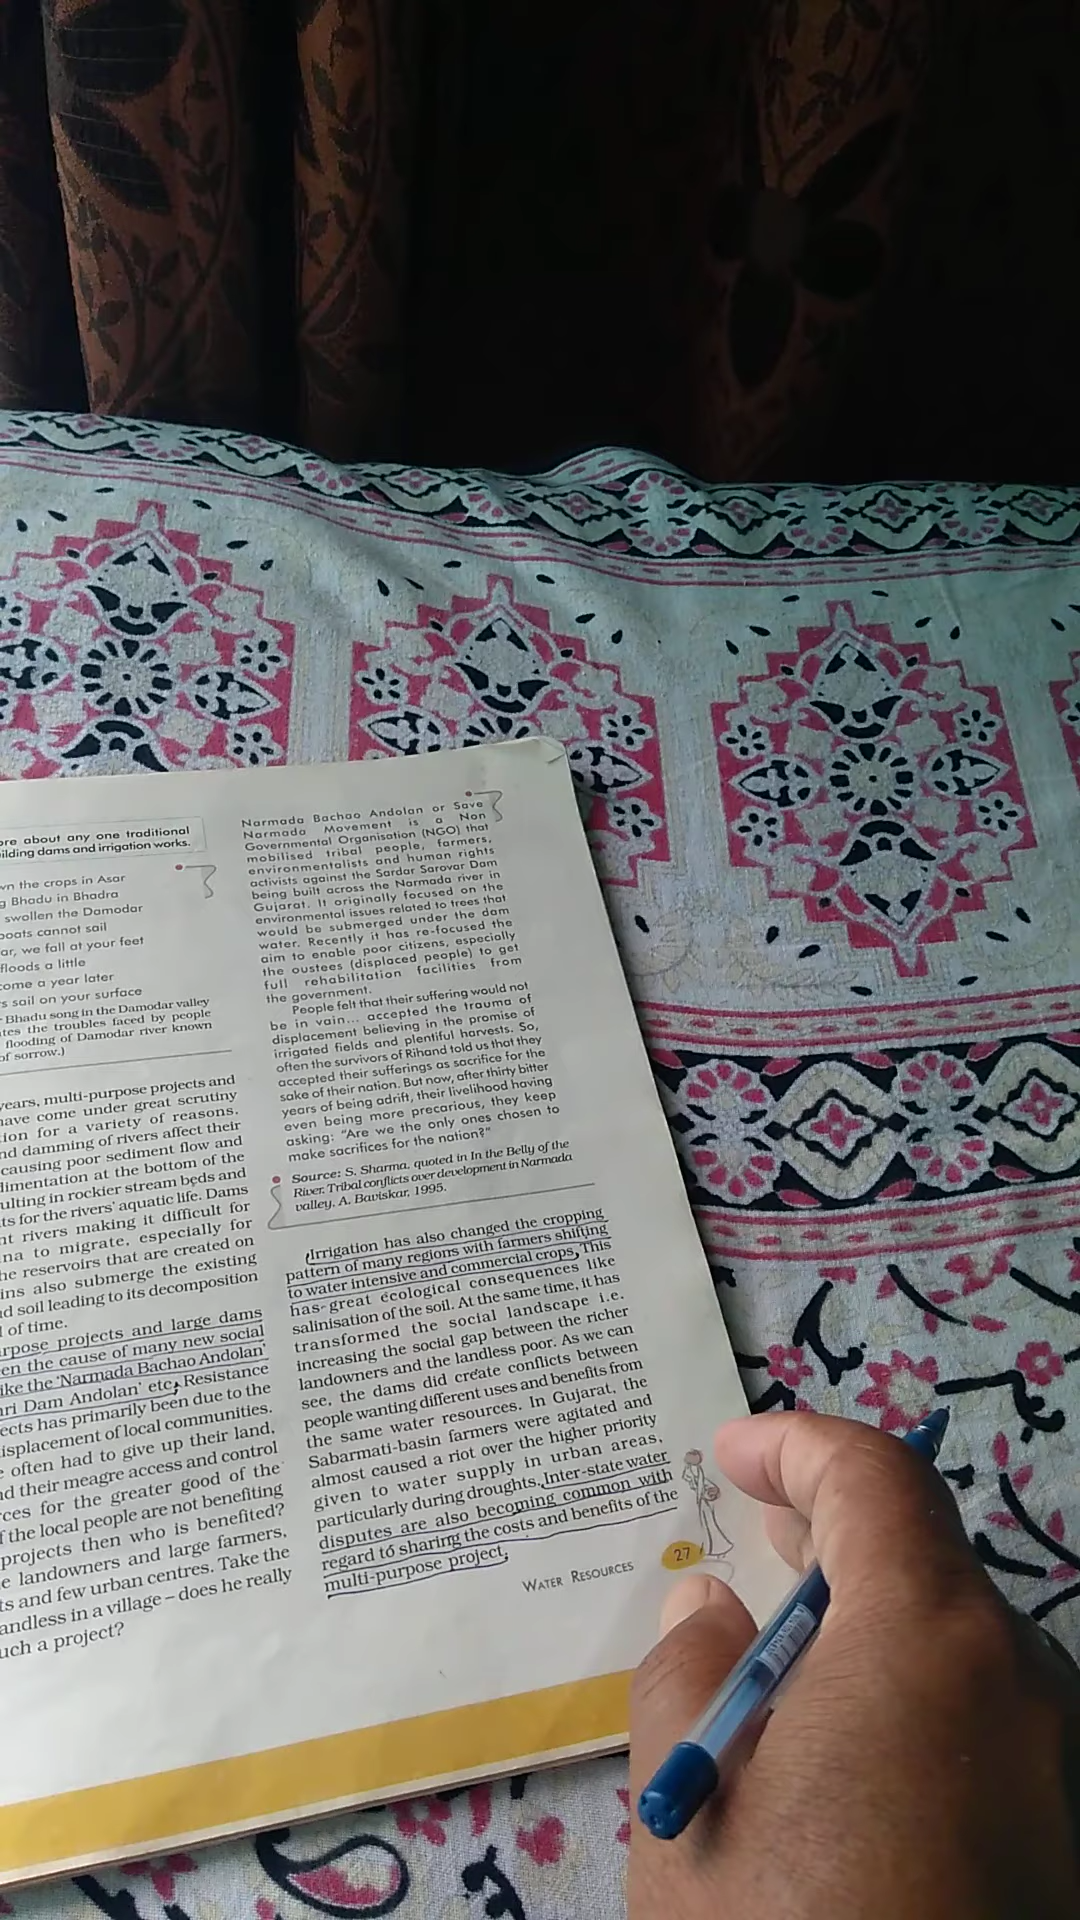 ore about any one traditional
ilding dams and irrigation works.
vn the crops in Asar
g Bhadu in Bhadra
swollen the Damodar
boats cannot sail
ar, we fall at your feet
floods a little
come a year later
s sail on your surface
Bhadu song in the Damodar valley
tes the troubles faced by people
flooding of Damodar river known
of sorrow.)
years, multi-purpose projects and
have come under great scrutiny
tion for a variety of reasons.
nd damming of rivers affect their
causing poor sediment flow and
limentation at the bottom of the
ulting in rockier stream beds and
ts for the rivers' aquatic life. Dams
nt rivers making it difficult for
na to migrate, especially for
he reservoirs that are created on
ins also submerge the existing
d soil leading to its decomposition
l of time.
rpose projects and large dams
en the cause of many new social
ike the 'Narmada Bachao Andolan'
hri Dam Andolan' etc. Resistance
ects has primarily been due to the
isplacement of local communities.
e often had to give up their land,
nd their meagre access and control
rces for the greater good of the
f the local people are not benefiting
projects then who is benefited?
e landowners and large farmers,
ts and few urban centres. Take the
andless in a village – does he really
uch a project?
Narmada Bachao Andolan or Save
Narmada Movement is a Non
Governmental Organisation (NGO) that
mobilised tribal people, farmers,
environmentalists and human rights
activists against the Sardar Sarovar Dam
being built across the Narmada river in
Gujarat. It originally focused on the
environmental issues related to trees that
would be submerged under the dam
water. Recently it has re-focused the
aim to enable poor citizens, especially
the oustees (displaced people) to get
full rehabilitation facilities from
the government.
People felt that their suffering would not
be in vain... accepted the trauma of
displacement believing in the promise of
irrigated fields and plentiful harvests. So,
often the survivors of Rihand told us that they
accepted their sufferings as sacrifice for the
sake of their nation. But now, after thirty bitter
years of being adrift, their livelihood having
even being more precarious, they keep
asking: "Are we the only ones chosen to
make sacrifices for the nation?"
Source: S. Sharma, quoted in In the Belly of the
River. Tribal conflicts over development in Narmada
valley, A. Baviskar, 1995.
Irrigation has also changed the cropping
pattern of many regions with farmers shifting
to water intensive and commercial crops. This
has great ecological consequences like
salinisation of the soil. At the same time, it has
transformed the social landscape i.e.
increasing the social gap between the richer
landowners and the landless poor. As we can
see, the dams did create conflicts between
people wanting different uses and benefits from
the same water resources. In Gujarat, the
Sabarmati-basin farmers were agitated and
almost caused a riot over the higher priority
given to water supply in urban areas,
particularly during droughts. Inter-state water
disputes are also becoming common with
regard to sharing the costs and benefits of the
multi-purpose project.
WATER RESOURCES 27